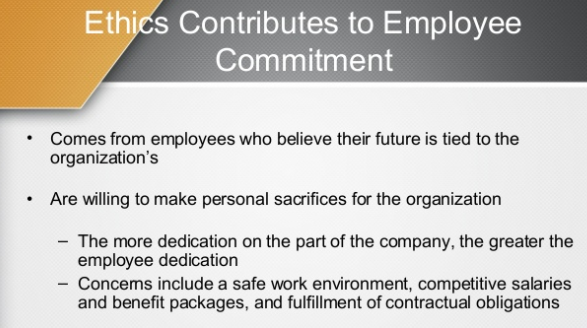 Ethics Contributes to Employee
Commitment
• Comes from employees who believe their future is tied to the
organization's
• Are willing to make personal sacrifices for the organization
– The more dedication on the part of the company, the greater the
employee dedication
– Concerns include a safe work environment, competitive salaries
and benefit packages, and fulfillment of contractual obligations